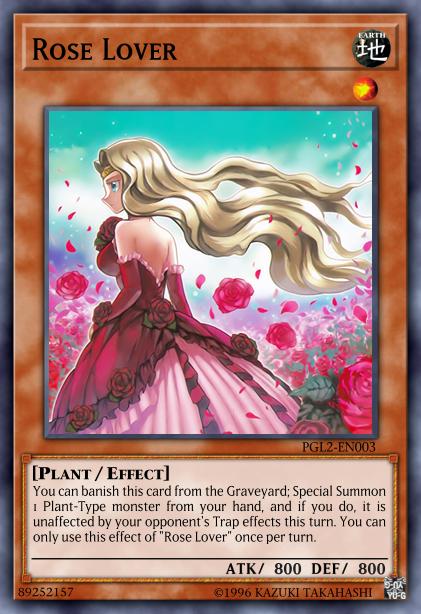 ROSE LOVER
EARTH
地
PGL2-EN003
[PLANT / EFFECT]
You can banish this card from the Graveyard; Special Summon
1 Plant-Type monster from your hand, and if you do, it is
unaffected by your opponent's Trap effects this turn. You can
only use this effect of "Rose Lover" once per turn.
ATK/ 800 DEF/ 800
89252157
©1996 KAZUKI TAKAHASHI